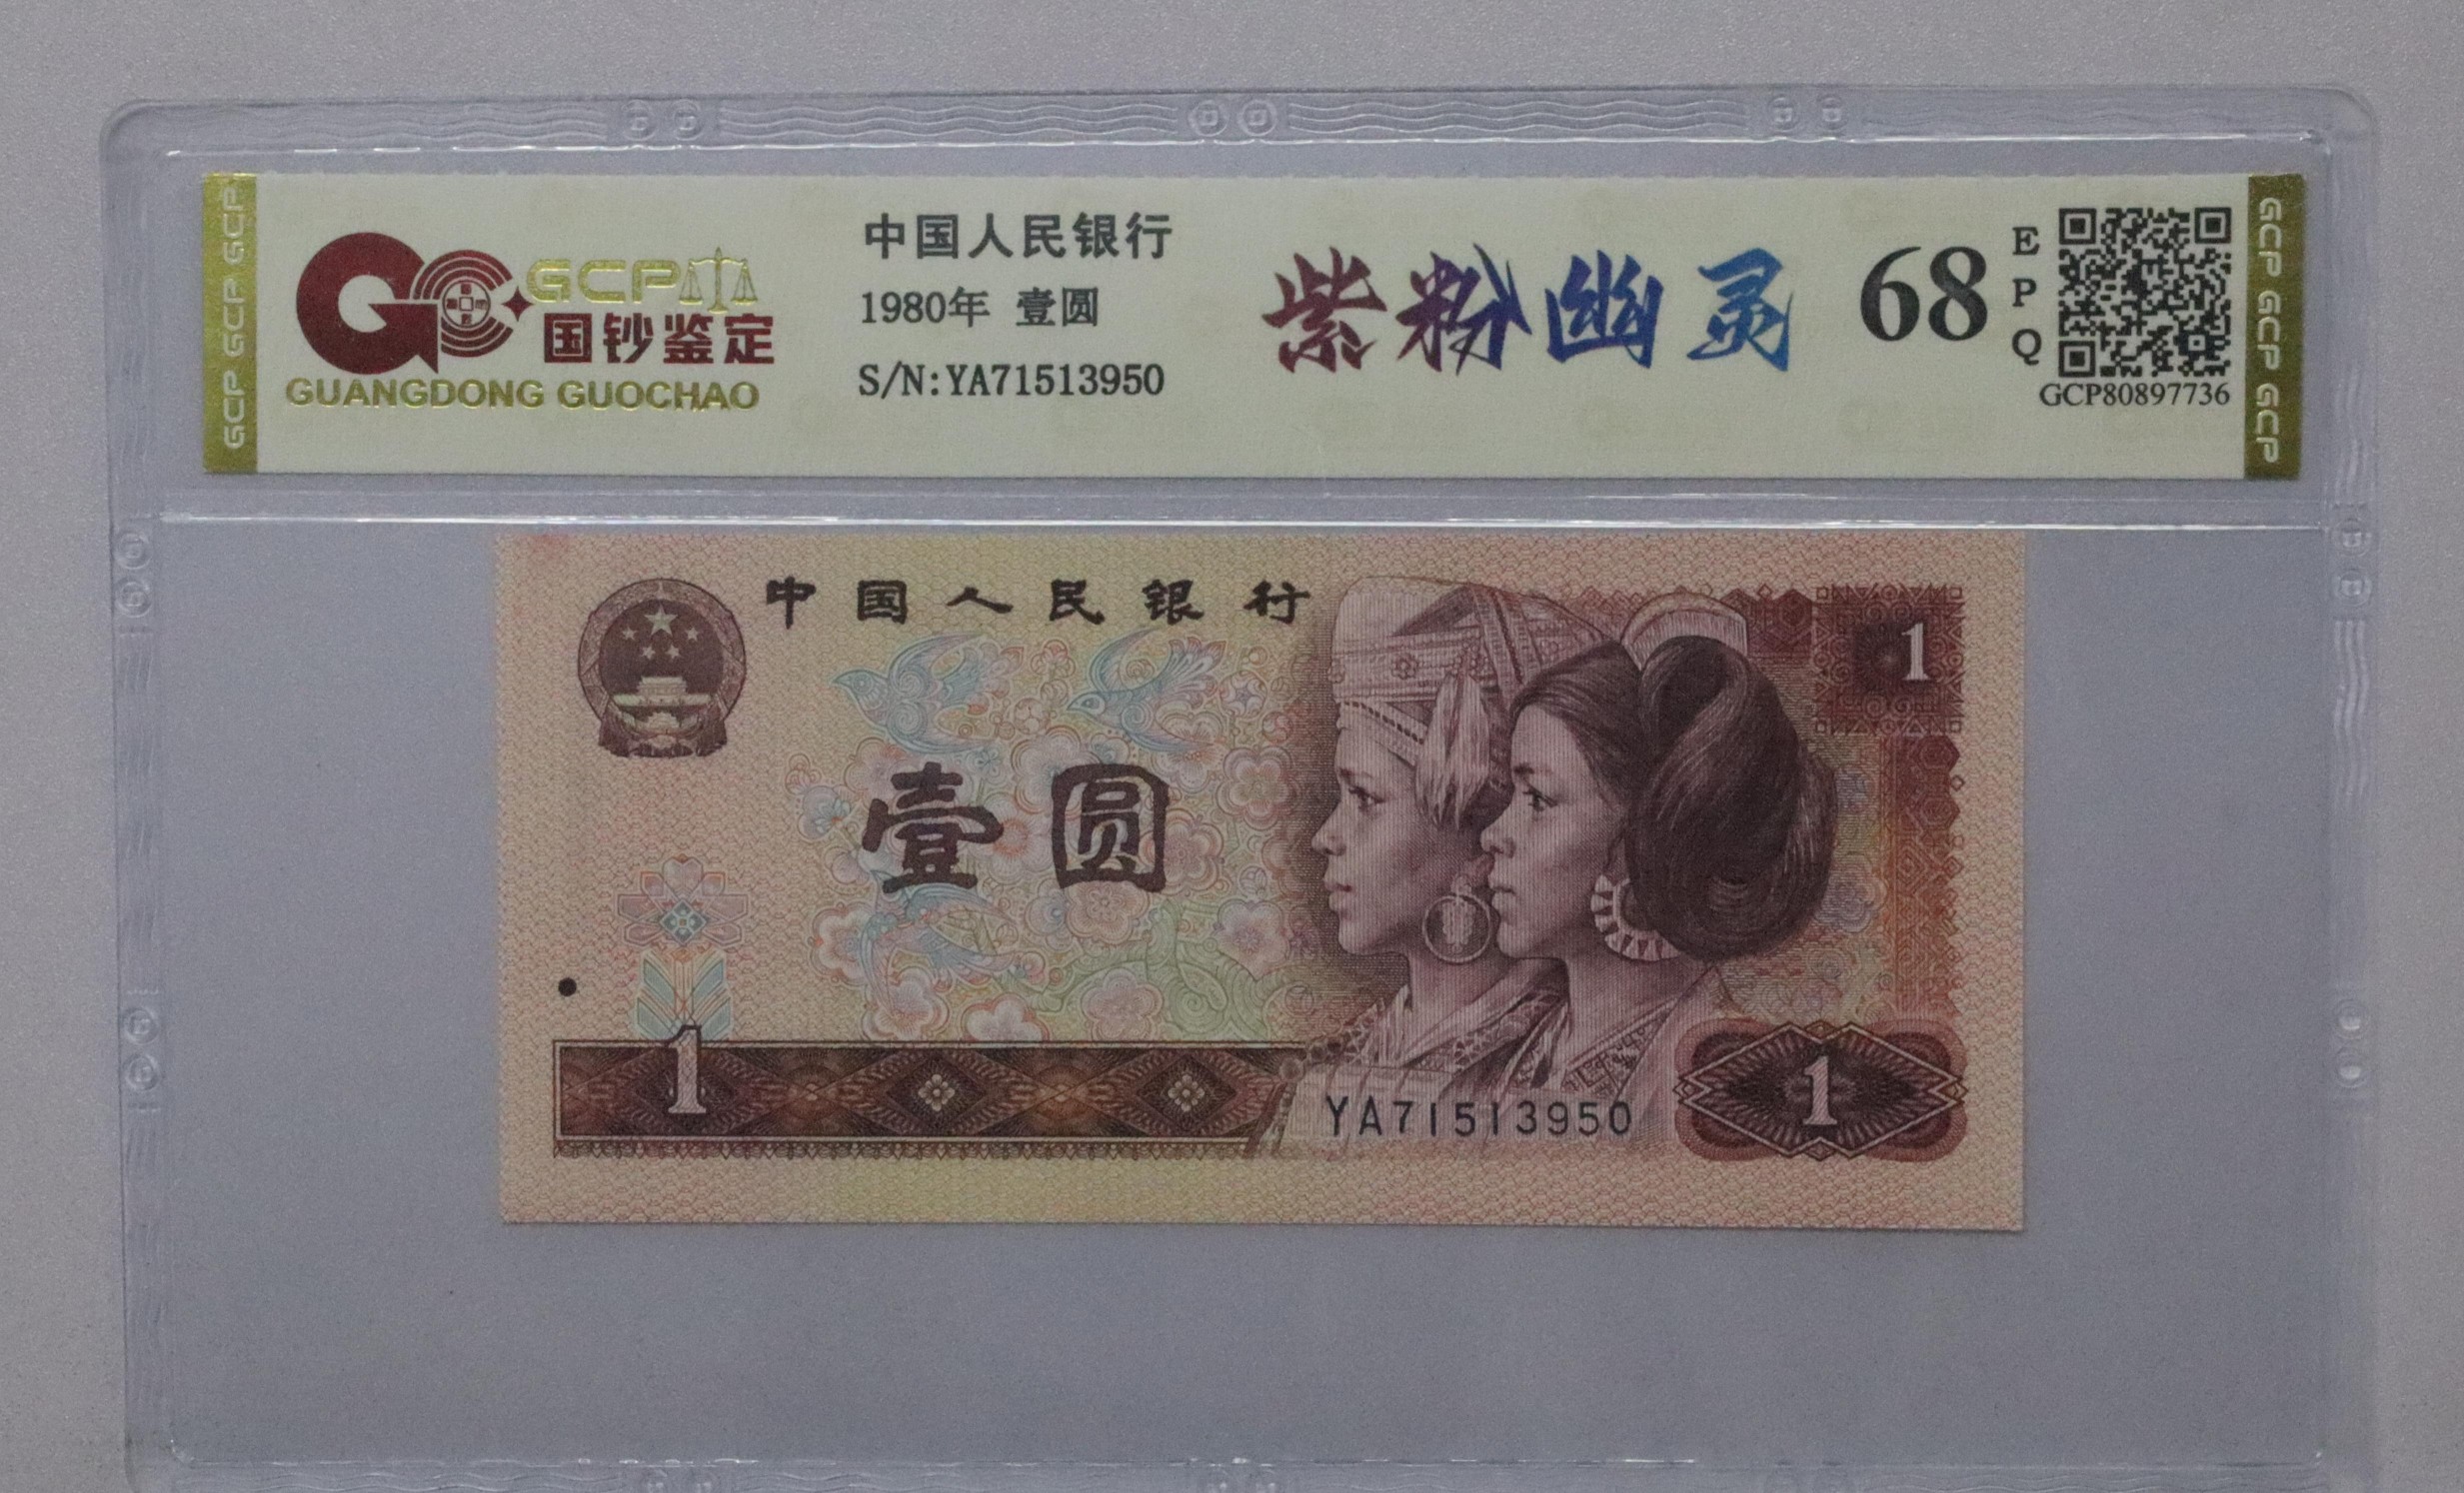 GCP GCP GCP
GCP
国钞鉴定
GUANGDONG GUOCHAO
中国人民银行
1980年 壹圆
S/N:YA71513950
紫粉幽灵
68
EPQ
GCP80897736
GCP GCP GCP
中国人民银行
1
壹圆
1
YA71513950
1